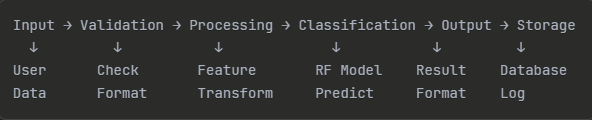 Input → Validation → Processing → Classification → Output → Storage
↓ ↓ ↓ ↓ ↓ ↓
User Check Feature RF Model Result Database
Data Format Transform Predict Format Log